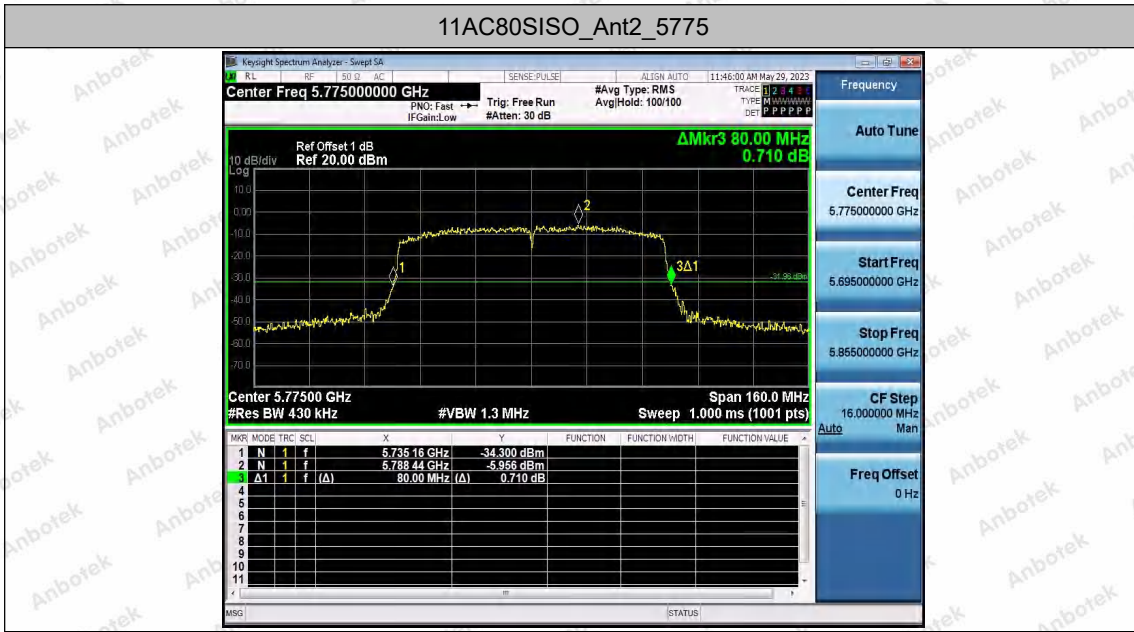 11AC80SISO_Ant2_5775
Keysight Spectrum Analyzer - Swept SA
RL RF 50 Ω AC SENSE:PULSE ALIGN AUTO 11:46:00 AM May 29, 2023
Center Freq 5.775000000 GHz
PNO: Fast
IFGain:Low
Trig: Free Run
#Atten: 30 dB
#Avg Type: RMS
Avg|Hold: 100/100
TRACE 1 2 3 4 5 6
TYPE M W W W W W
DET P P P P P P
ΔMkr3 80.00 MHz
0.710 dB
Ref Offset 1 dB
10 dB/div Ref 20.00 dBm
Log
10.0
0.00
-10.0
-20.0
-30.0
-40.0
-50.0
-60.0
-70.0
1
2
3Δ1
-31.96 dBm
Center 5.77500 GHz Span 160.0 MHz
#Res BW 430 kHz #VBW 1.3 MHz Sweep 1.000 ms (1001 pts)
MKR MODE TRC SCL X Y FUNCTION FUNCTION WIDTH FUNCTION VALUE
1 N 1 f 5.735 16 GHz -34.300 dBm
2 N 1 f 5.788 44 GHz -5.956 dBm
3 Δ1 1 f (Δ) 80.00 MHz (Δ) 0.710 dB
4
5
6
7
8
9
10
11
MSG STATUS
Frequency
Auto Tune
Center Freq
5.775000000 GHz
Start Freq
5.695000000 GHz
Stop Freq
5.855000000 GHz
CF Step
16.000000 MHz
Auto Man
Freq Offset
0 Hz
Anbotek